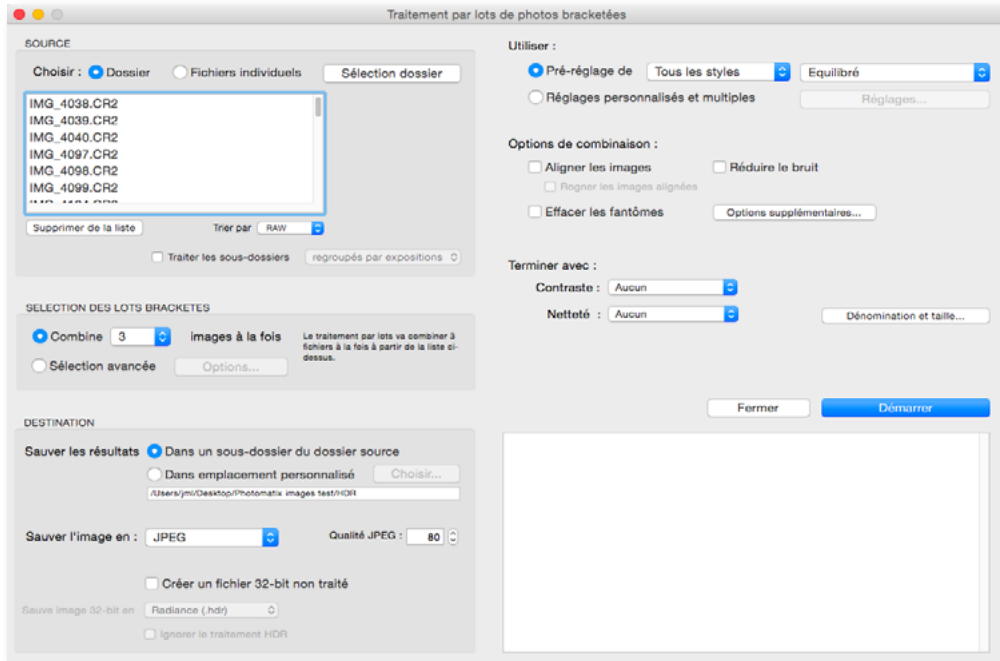 Traitement par lots de photos bracketées
SOURCE
Choisir : Dossier Fichiers individuels Sélection dossier
IMG_4038.CR2
IMG_4039.CR2
IMG_4040.CR2
IMG_4097.CR2
IMG_4098.CR2
IMG_4099.CR2
Supprimer de la liste Trier par RAW
Traiter les sous-dossiers regroupés par expositions
SELECTION DES LOTS BRACKETES
Combine 3 images à la fois
Le traitement par lots va combiner 3
fichiers à la fois à partir de la liste ci-
dessus.
Sélection avancée Options...
DESTINATION
Sauver les résultats Dans un sous-dossier du dossier source
Dans emplacement personnalisé Choisir...
/Users/jml/Desktop/Photomatix images test/HDR
Sauver l'image en : JPEG Qualité JPEG : 80
Créer un fichier 32-bit non traité
Sauve image 32-bit en Radiance (.hdr)
Ignorer le traitement HDR
Utiliser :
Pré-réglage de Tous les styles Equilibré
Réglages personnalisés et multiples Réglages...
Options de combinaison :
Aligner les images Réduire le bruit
Rogner les images alignées
Effacer les fantômes Options supplémentaires...
Terminer avec :
Contraste : Aucun
Netteté : Aucun Dénomination et taille...
Fermer Démarrer